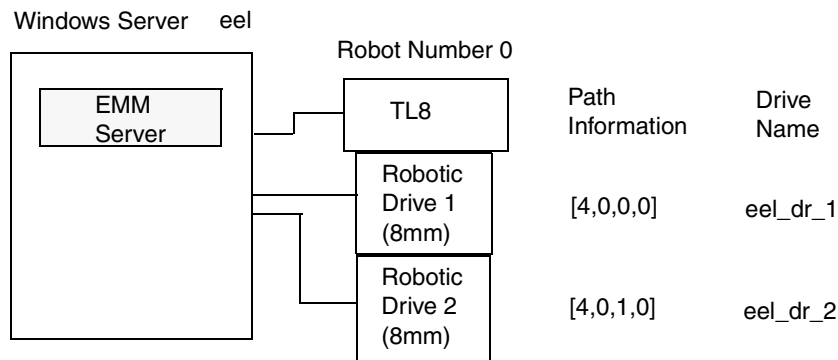 Windows Server eel
Robot Number 0
EMM
Server
TL8
Path
Information
Drive
Name
Robotic
Drive 1
(8mm)
[4,0,0,0]
eel_dr_1
Robotic
Drive 2
(8mm)
[4,0,1,0]
eel_dr_2